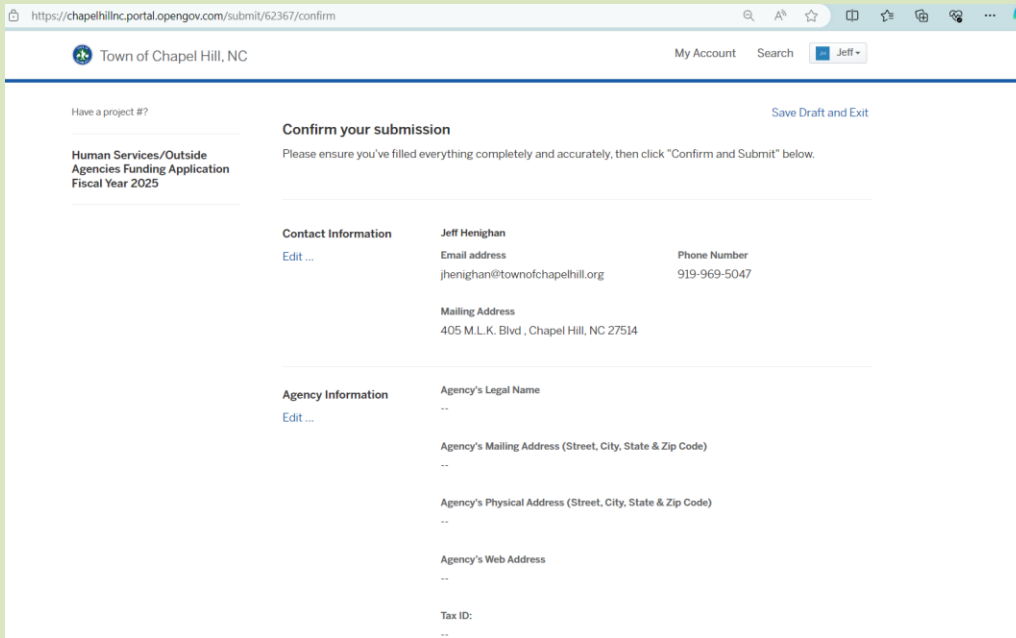 https://chapelhillnc.portal.opengov.com/submit/62367/confirm
Town of Chapel Hill, NC
My Account
Search
Jeff
Have a project #?
Save Draft and Exit
Human Services/Outside
Agencies Funding Application
Fiscal Year 2025
Confirm your submission
Please ensure you've filled everything completely and accurately, then click "Confirm and Submit" below.
Contact Information
Edit ...
Jeff Henighan
Email address
jhenighan@townofchapelhill.org
Phone Number
919-969-5047
Mailing Address
405 M.L.K. Blvd , Chapel Hill, NC 27514
Agency Information
Edit ...
Agency's Legal Name
--
Agency's Mailing Address (Street, City, State & Zip Code)
--
Agency's Physical Address (Street, City, State & Zip Code)
--
Agency's Web Address
--
Tax ID:
--